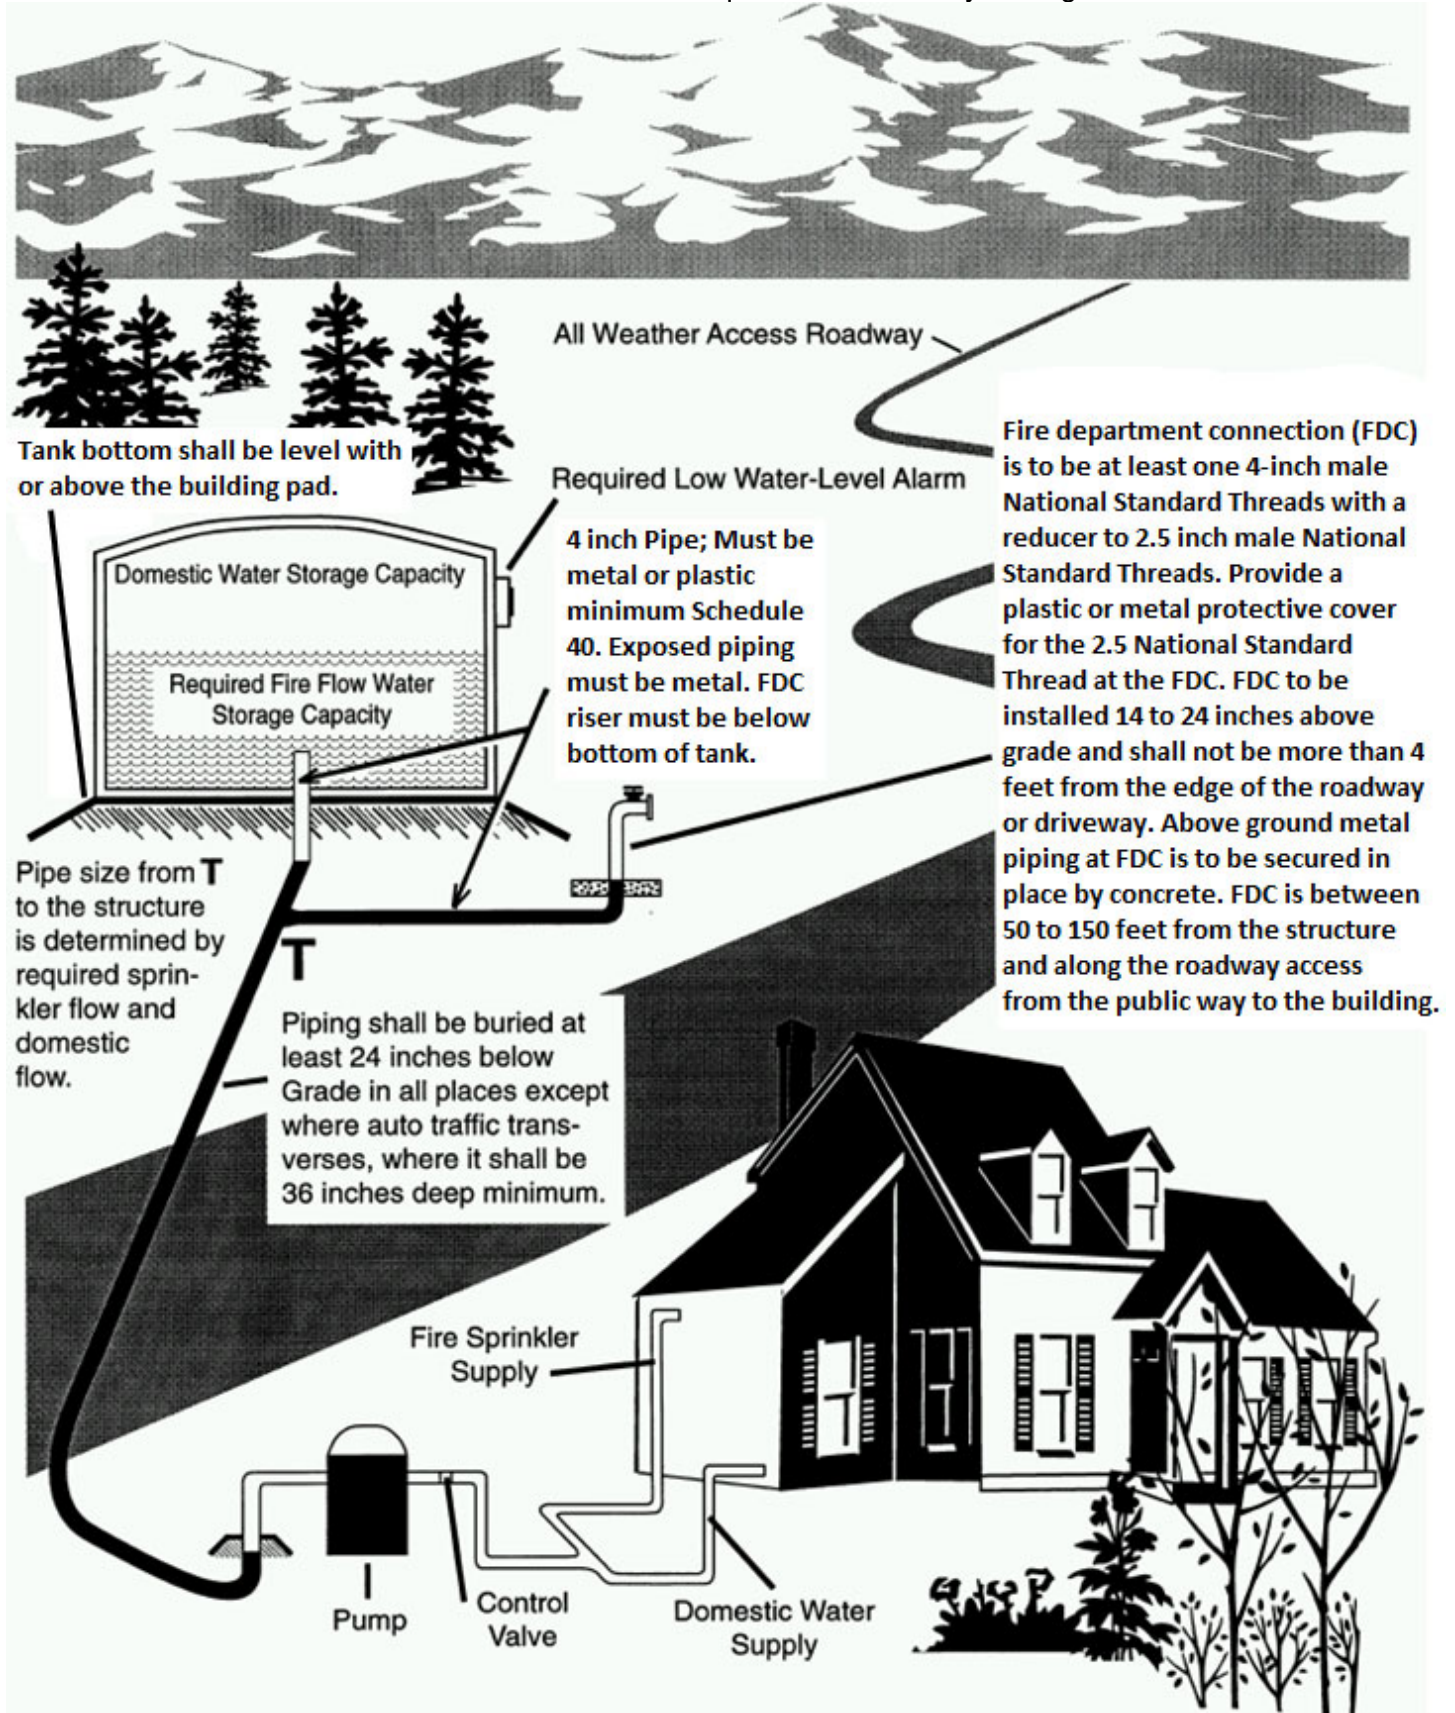 All Weather Access Roadway
Tank bottom shall be level with
or above the building pad.
Required Low Water-Level Alarm
Fire department connection (FDC)
is to be at least one 4-inch male
National Standard Threads with a
reducer to 2.5 inch male National
Standard Threads. Provide a
plastic or metal protective cover
for the 2.5 National Standard
Thread at the FDC. FDC to be
installed 14 to 24 inches above
grade and shall not be more than 4
feet from the edge of the roadway
or driveway. Above ground metal
piping at FDC is to be secured in
place by concrete. FDC is between
50 to 150 feet from the structure
and along the roadway access
from the public way to the building.
4 inch Pipe; Must be
metal or plastic
minimum Schedule
40. Exposed piping
must be metal. FDC
riser must be below
bottom of tank.
Domestic Water Storage Capacity
Required Fire Flow Water
Storage Capacity
Pipe size from T
to the structure
is determined by
required sprin-
kler flow and
domestic
flow.
T
Piping shall be buried at
least 24 inches below
Grade in all places except
where auto traffic trans-
verses, where it shall be
36 inches deep minimum.
Fire Sprinkler
Supply
Pump
Control
Valve
Domestic Water
Supply